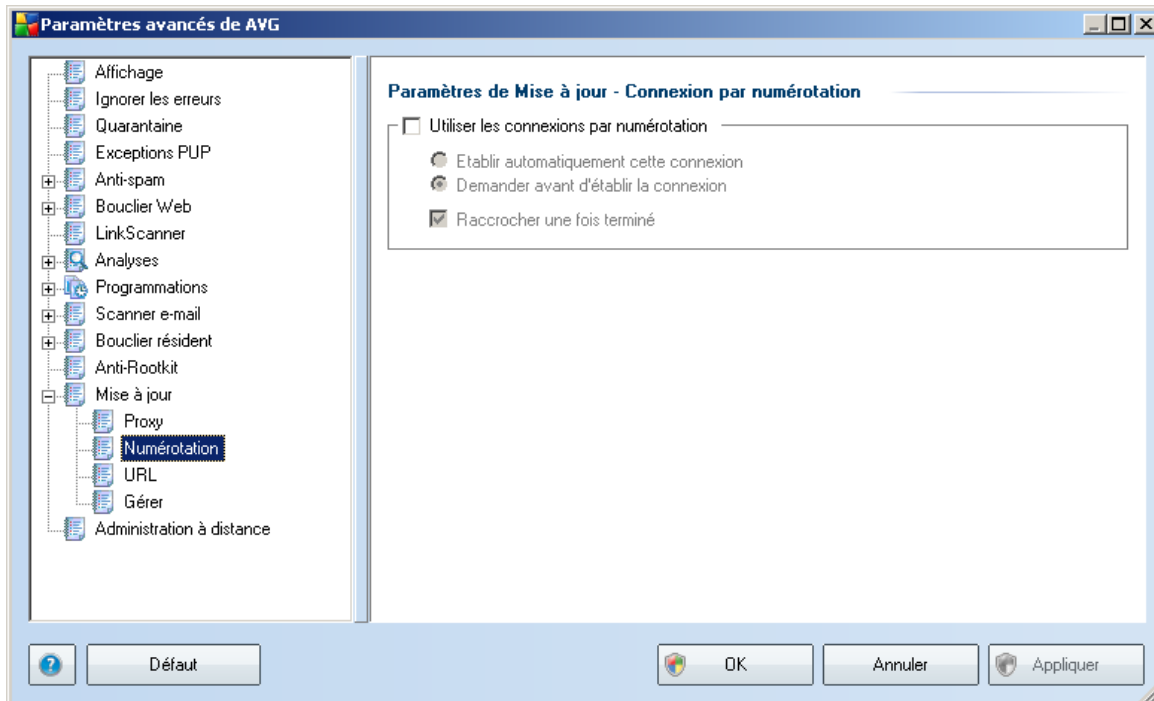 Paramètres avancés de AVG
Affichage
Ignorer les erreurs
Quarantaine
Exceptions PUP
Anti-spam
Bouclier Web
LinkScanner
Analyses
Programmations
Scanner e-mail
Bouclier résident
Anti-Rootkit
Mise à jour
Proxy
Numérotation
URL
Gérer
Administration à distance
Paramètres de Mise à jour - Connexion par numérotation
Utiliser les connexions par numérotation
Etablir automatiquement cette connexion
Demander avant d'établir la connexion
Raccrocher une fois terminé
Défaut
OK
Annuler
Appliquer